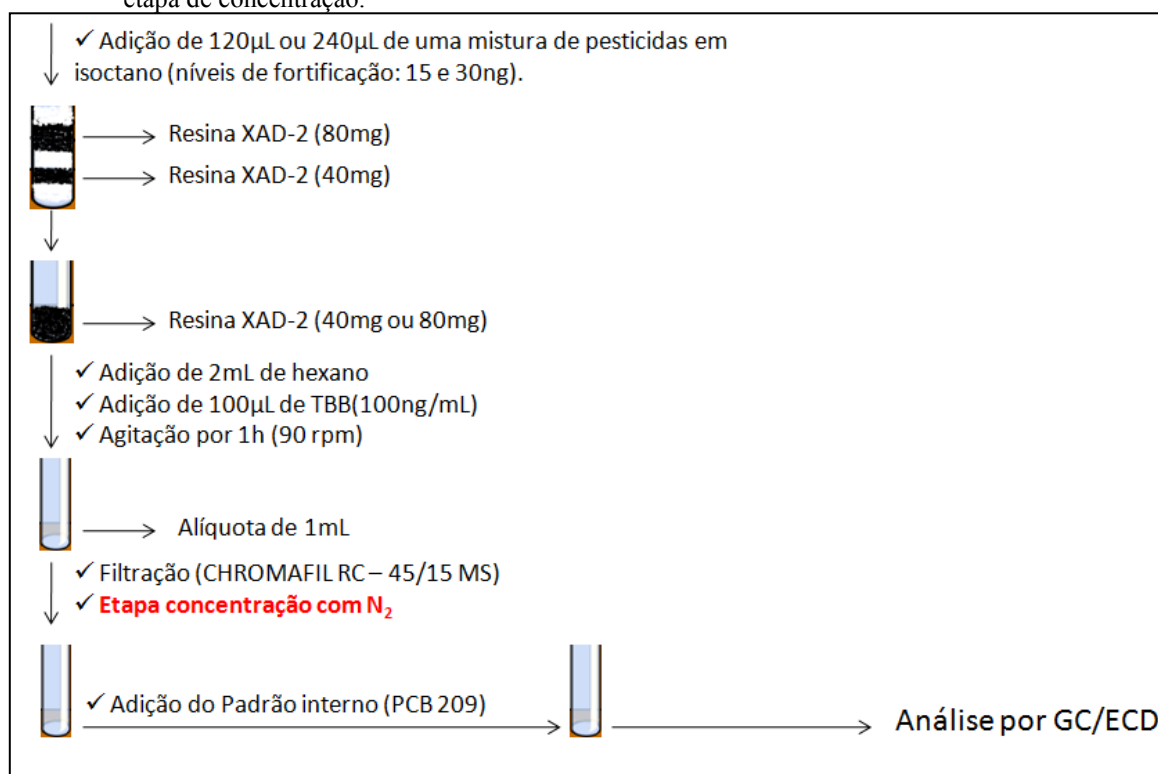 etapa de concentração.
✓ Adição de 120µL ou 240µL de uma mistura de pesticidas em
isoctano (níveis de fortificação: 15 e 30ng).
Resina XAD-2 (80mg)
Resina XAD-2 (40mg)
Resina XAD-2 (40mg ou 80mg)
✓ Adição de 2mL de hexano
✓ Adição de 100µL de TBB(100ng/mL)
✓ Agitação por 1h (90 rpm)
Alíquota de 1mL
✓ Filtração (CHROMAFIL RC – 45/15 MS)
✓ Etapa concentração com N₂
✓ Adição do Padrão interno (PCB 209)
Análise por GC/ECD